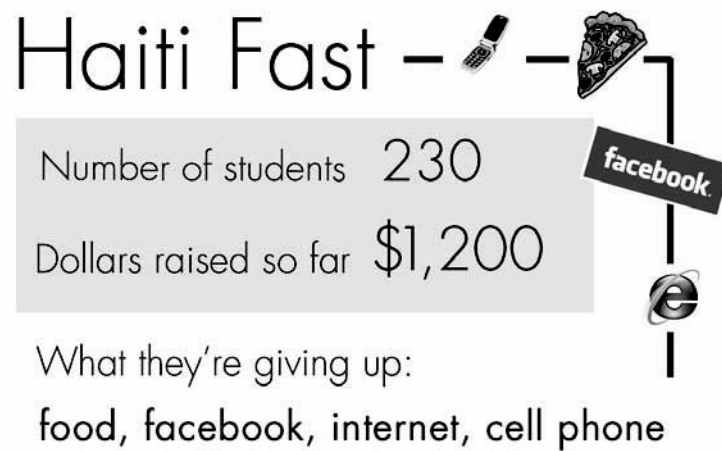 Haiti Fast
facebook.
Number of students 230
Dollars raised so far $1,200
What they're giving up:
food, facebook, internet, cell phone